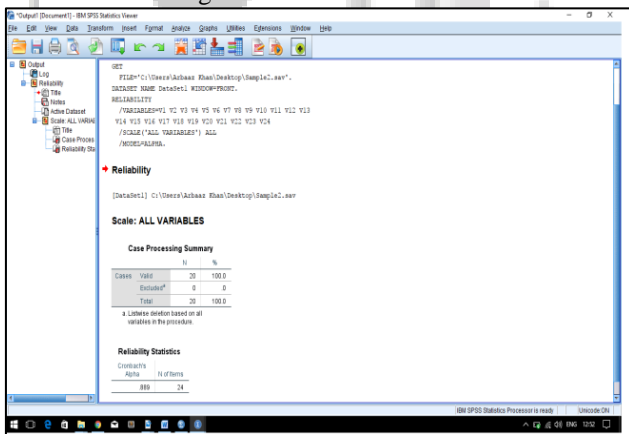 *Output1 [Document1] - IBM SPSS Statistics Viewer
File Edit View Data Transform Insert Format Analyze Graphs Utilities Extensions Window Help
Output
Log
Reliability
Title
Notes
Active Dataset
Scale: ALL VARIAB
Title
Case Proces
Reliability Sta
GET
FILE='C:\Users\Arbaaz Khan\Desktop\Sample2.sav'.
DATASET NAME DataSet1 WINDOW=FRONT.
RELIABILITY
/VARIABLES=V1 V2 V3 V4 V5 V6 V7 V8 V9 V10 V11 V12 V13
V14 V15 V16 V17 V18 V19 V20 V21 V22 V23 V24
/SCALE('ALL VARIABLES') ALL
/MODEL=ALPHA.
Reliability
[DataSet1] C:\Users\Arbaaz Khan\Desktop\Sample2.sav
Scale: ALL VARIABLES
Case Processing Summary
N %
Cases Valid 20 100.0
Excluded a 0 .0
Total 20 100.0
a. Listwise deletion based on all
variables in the procedure.
Reliability Statistics
Cronbach's
Alpha N of Items
.889 24
IBM SPSS Statistics Processor is ready Unicode:ON
ENG 12:52